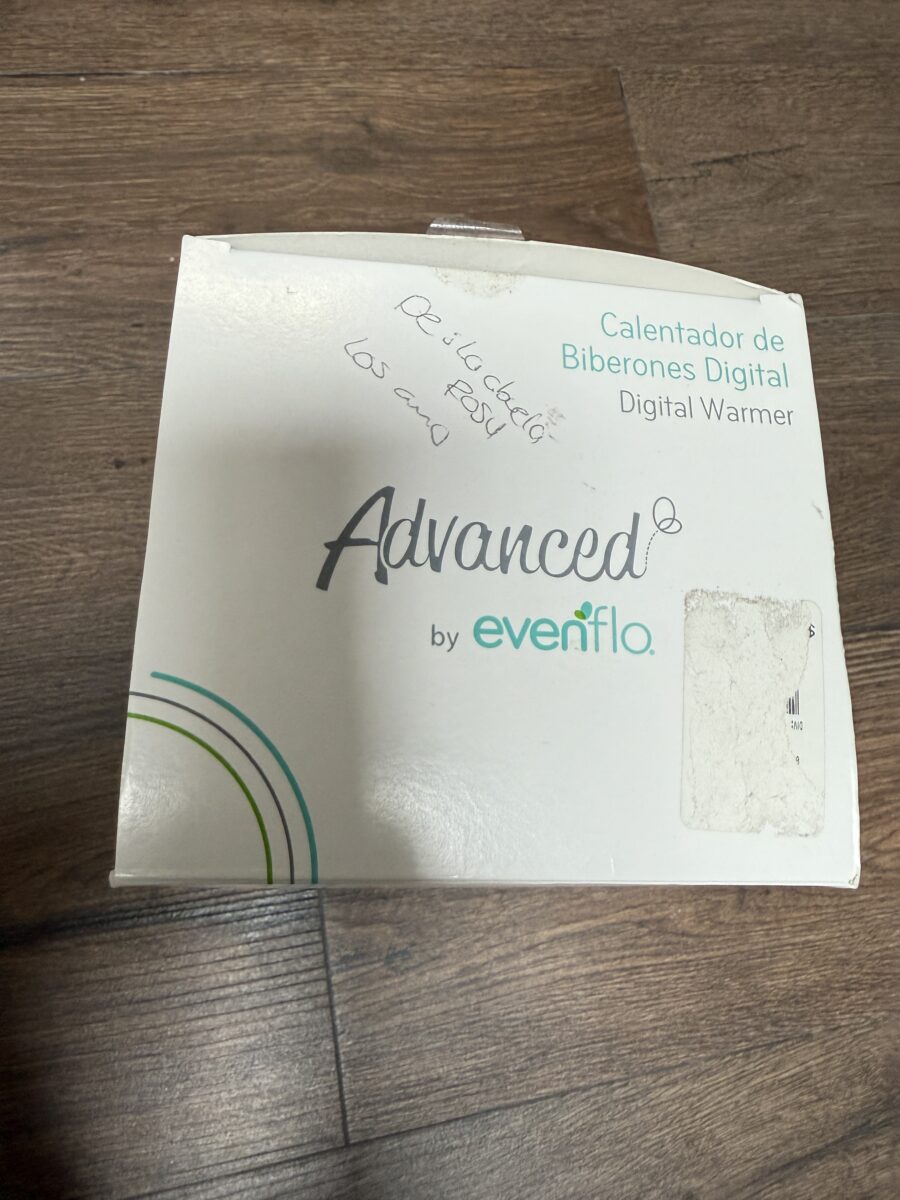 De : la abuela
Rosy
Los amo
Calentador de
Biberones Digital
Digital Warmer
Advanced
by evenflo.
$